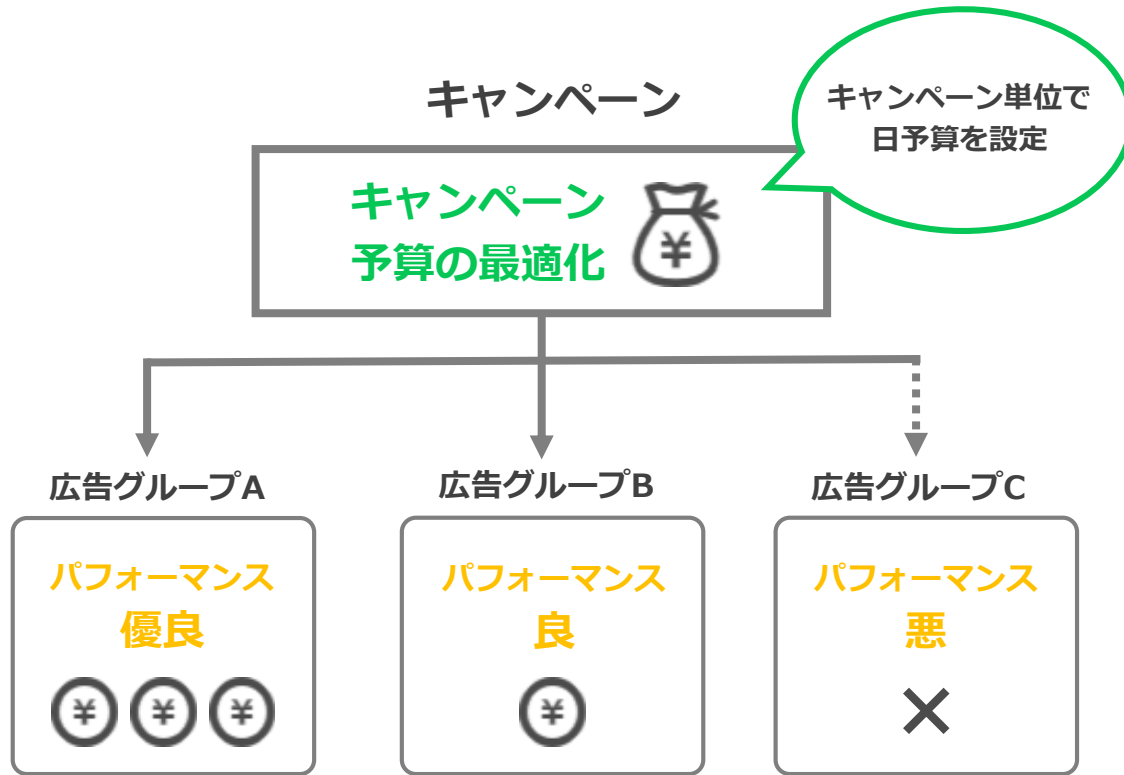 キャンペーン
キャンペーン単位で
日予算を設定
キャンペーン
予算の最適化
¥
広告グループA
広告グループB
広告グループC
パフォーマンス
優良
¥ ¥ ¥
パフォーマンス
良
¥
パフォーマンス
悪